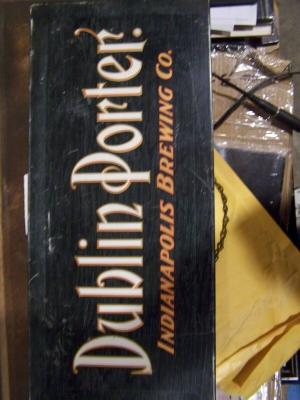 Dublin Porter.
INDIANAPOLIS BREWING CO.